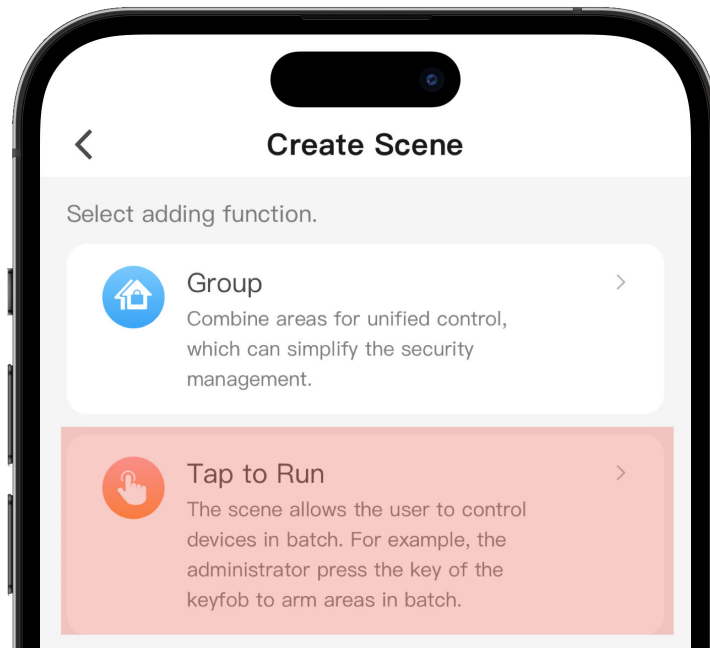 Create Scene
Select adding function.
Group
Combine areas for unified control,
which can simplify the security
management.
Tap to Run
The scene allows the user to control
devices in batch. For example, the
administrator press the key of the
keyfob to arm areas in batch.